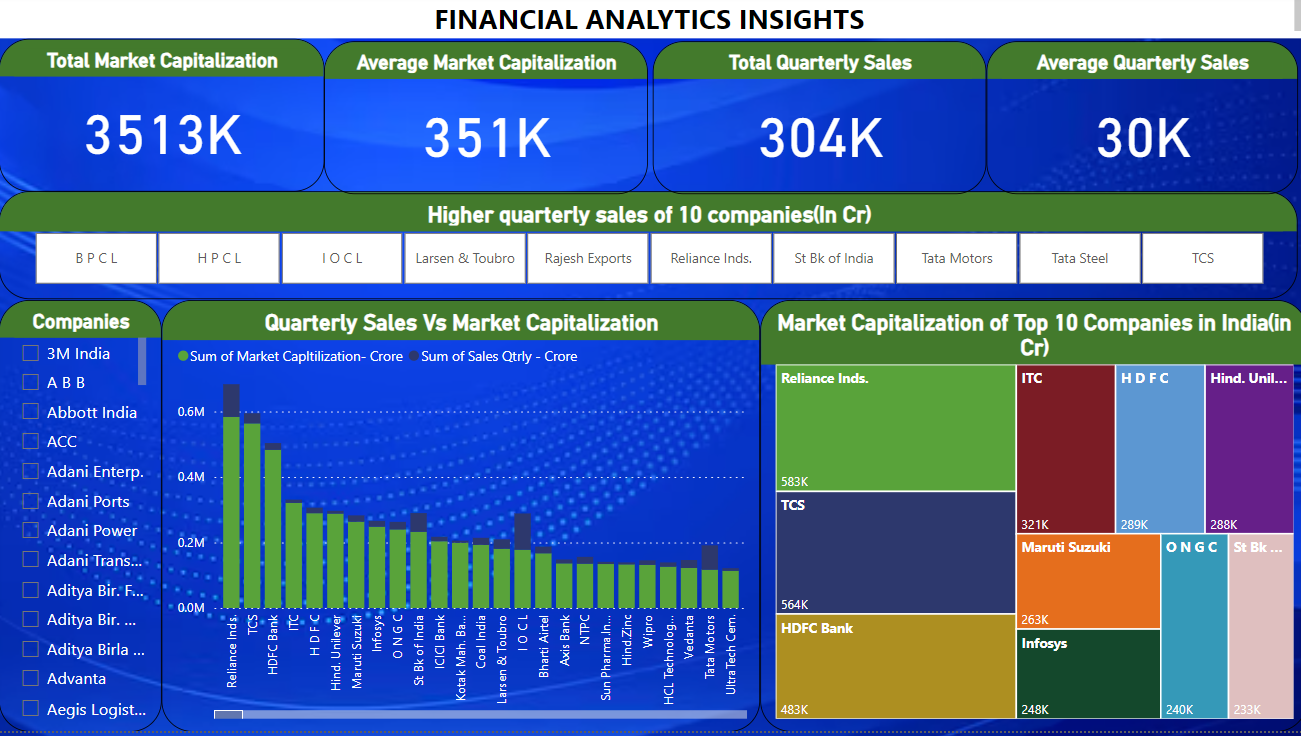 FINANCIAL ANALYTICS INSIGHTS
Total Market Capitalization
3513K
Average Market Capitalization
351K
Total Quarterly Sales
304K
Average Quarterly Sales
30K
Higher quarterly sales of 10 companies(In Cr)
B P C L
H P C L
I O C L
Larsen & Toubro
Rajesh Exports
Reliance Inds.
St Bk of India
Tata Motors
Tata Steel
TCS
Companies
3M India
A B B
Abbott India
ACC
Adani Enterp.
Adani Ports
Adani Power
Adani Trans...
Aditya Bir. F...
Aditya Bir. ...
Aditya Birla ...
Advanta
Aegis Logist...
Quarterly Sales Vs Market Capitalization
Sum of Market CapItilization- Crore
Sum of Sales Qtrly - Crore
0.6M
0.4M
0.2M
0.0M
Reliance Inds.
TCS
HDFC Bank
ITC
H D F C
Hind. Unilever
Maruti Suzuki
Infosys
O N G C
St Bk of India
ICICI Bank
Kotak Mah. Ba...
Coal India
Larsen & Toubro
I O C L
Bharti Airtel
Axis Bank
NTPC
Sun Pharma.In...
Hind.Zinc
Wipro
HCL Technolog...
Vedanta
Tata Motors
UltraTech Cem.
Market Capitalization of Top 10 Companies in India(in
Cr)
Reliance Inds.
583K
TCS
564K
HDFC Bank
483K
ITC
321K
H D F C
289K
Hind. Unil...
288K
Maruti Suzuki
263K
Infosys
248K
O N G C
240K
St Bk ...
233K